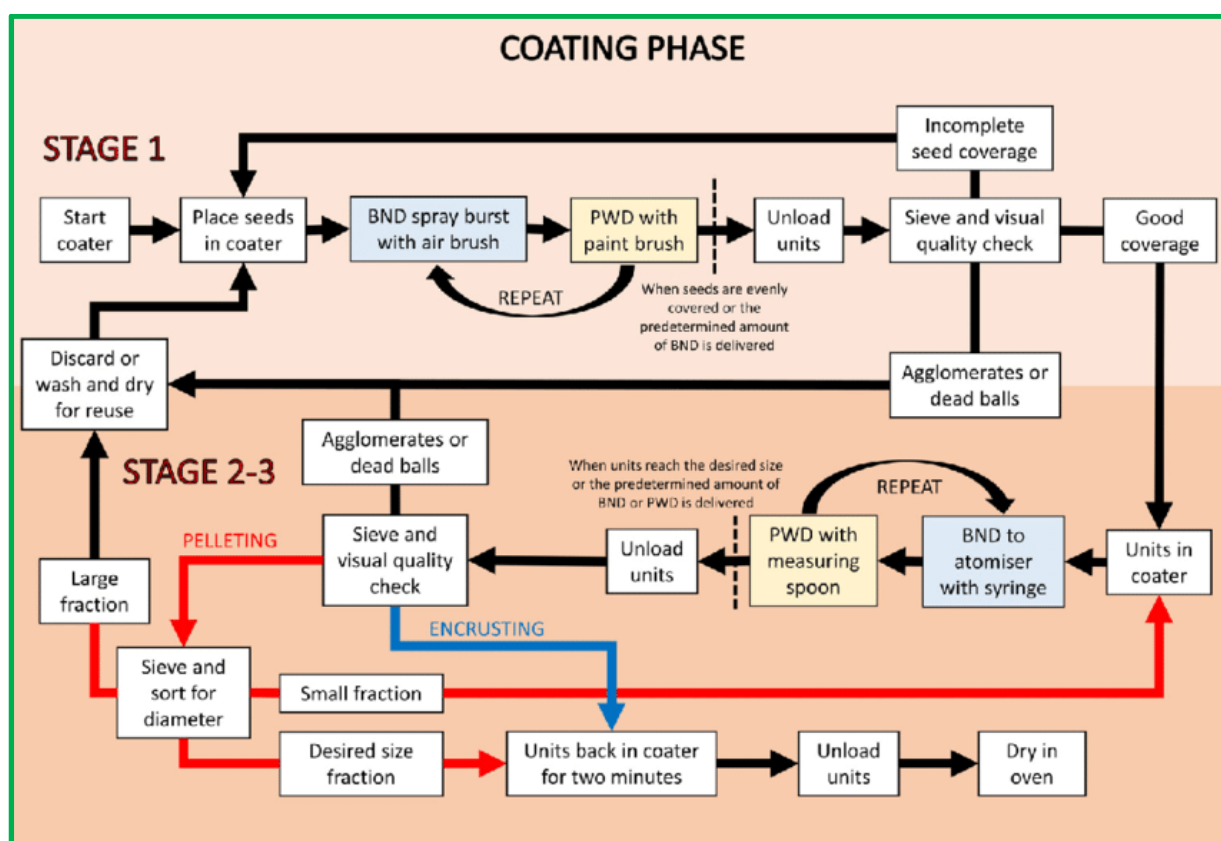 COATING PHASE
STAGE 1
Incomplete
seed coverage
Start
coater
Place seeds
in coater
BND spray burst
with air brush
PWD with
paint brush
Unload
units
Sieve and visual
quality check
Good
coverage
REPEAT
When seeds are evenly
covered or the
predetermined amount
of BND is delivered
Discard or
wash and dry
for reuse
Agglomerates or
dead balls
STAGE 2-3
Agglomerates or
dead balls
When units reach the desired size
or the predetermined amount of
BND or PWD is delivered
REPEAT
PELLETING
Sieve and
visual quality
check
Unload
units
PWD with
measuring
spoon
BND to
atomiser
with syringe
Units in
coater
Large
fraction
ENCRUSTING
Sieve and
sort for
diameter
Small fraction
Desired size
fraction
Units back in coater
for two minutes
Unload
units
Dry in
oven